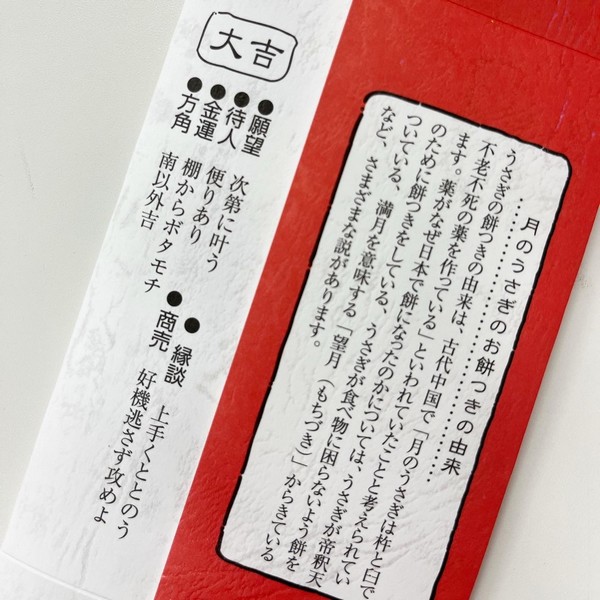 月のうさぎのお餅つきの由来
うさぎの餅つきの由来は、古代中国で「月のうさぎは杵と臼で
不老不死の薬を作っている」といわれていたことと考えられてい
ます。薬がなぜ日本で餅になったのかについては、うさぎが帝釈天
のために餅つきをしている、うさぎが食べ物に困らないよう餅を
ついている、満月を意味する「望月（もちづき）」からきている
など、さまざまな説があります。
大吉
●願望 次第に叶う
●待人 便りあり
●金運 棚からボタモチ
●方角 南以外吉
●縁談 上手くととのう
●商売 好機逃さず攻めよ